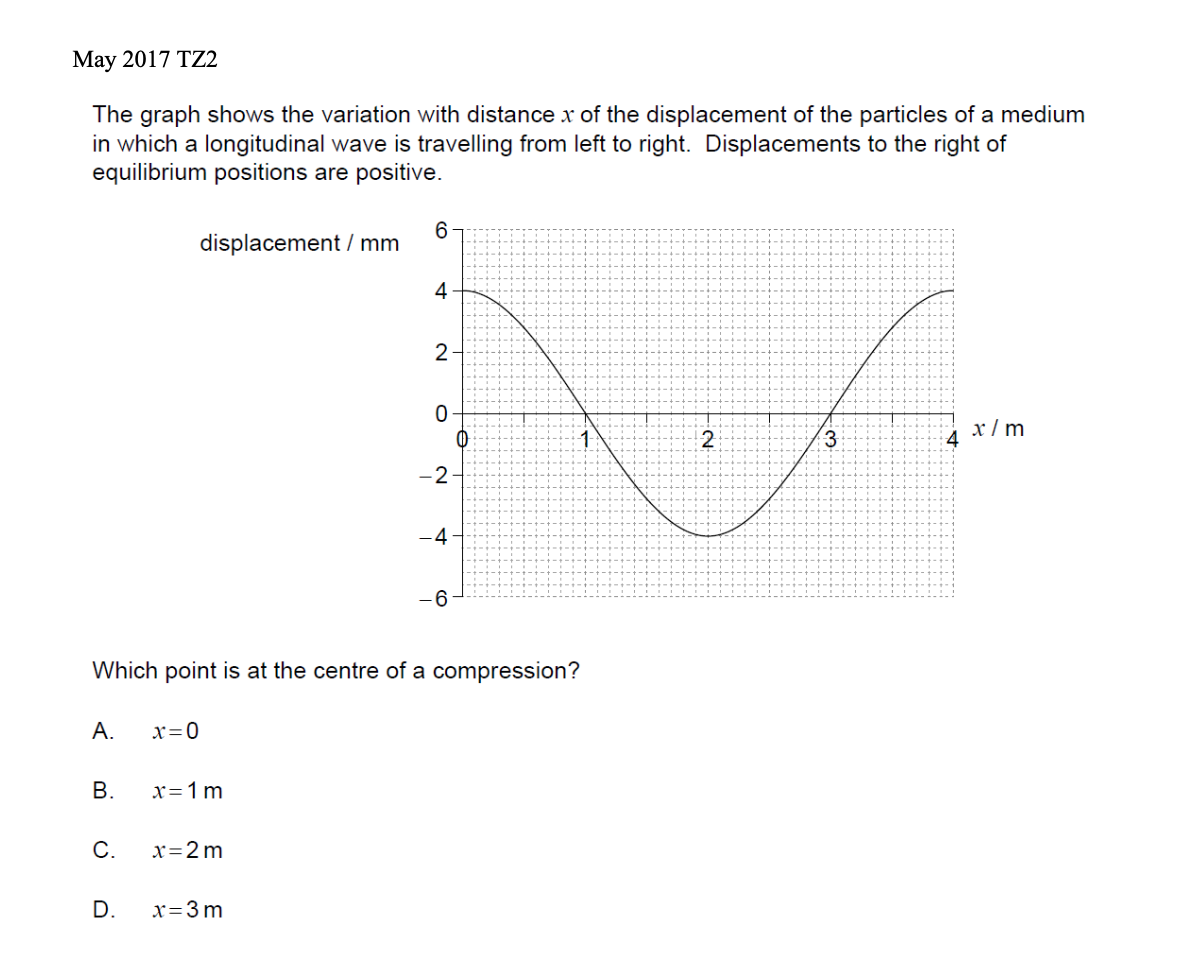 May 2017 TZ2
The graph shows the variation with distance x of the displacement of the particles of a medium
in which a longitudinal wave is travelling from left to right. Displacements to the right of
equilibrium positions are positive.
displacement / mm
6
4
2
0
0 1 2 3 4 x / m
−2
−4
−6
Which point is at the centre of a compression?
A. x=0
B. x=1 m
C. x=2 m
D. x=3 m